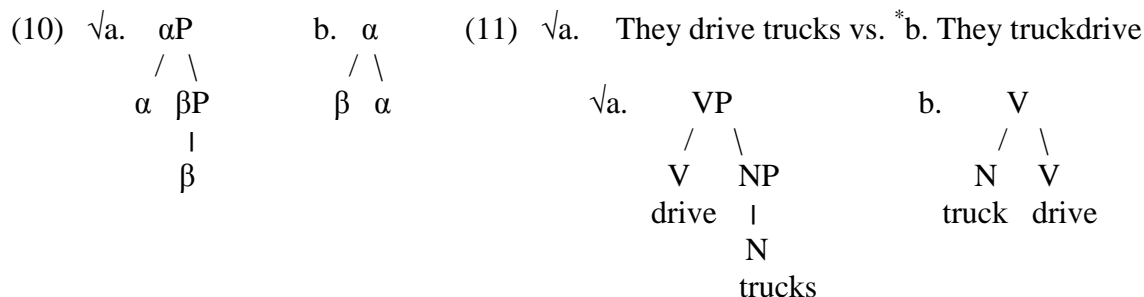 (10) √a. αP b. α (11) √a. They drive trucks vs. *b. They truckdrive
/ \ / \
α βP β α √a. VP b. V
| / \ / \
β V NP N V
drive | truck drive
N
trucks